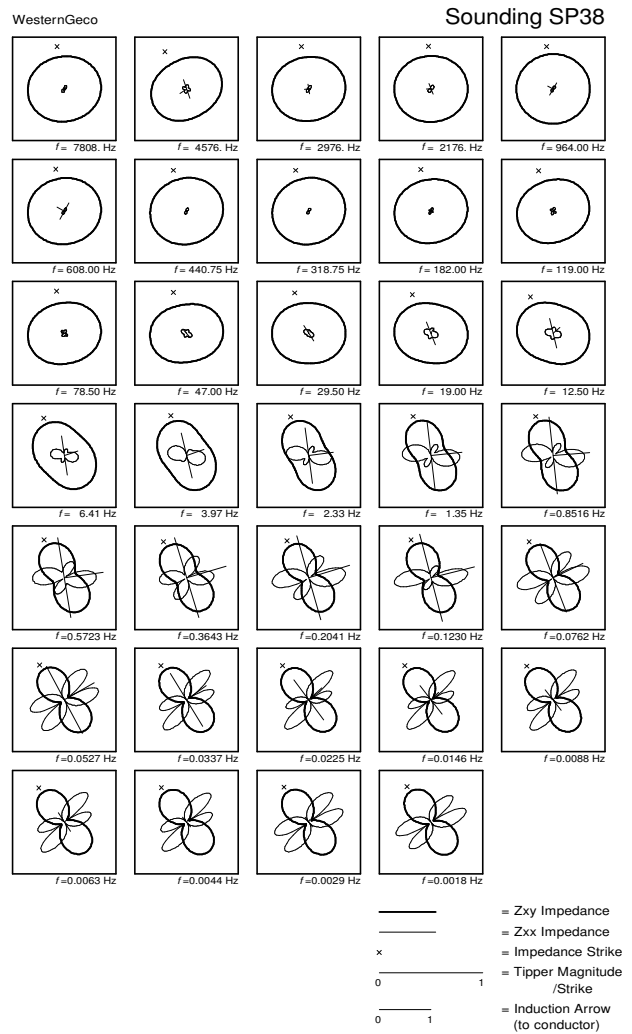 WesternGeco
Sounding SP38
f = 7808. Hz
f = 4576. Hz
f = 2976. Hz
f = 2176. Hz
f = 964.00 Hz
f = 608.00 Hz
f = 440.75 Hz
f = 318.75 Hz
f = 182.00 Hz
f = 119.00 Hz
f = 78.50 Hz
f = 47.00 Hz
f = 29.50 Hz
f = 19.00 Hz
f = 12.50 Hz
f = 6.41 Hz
f = 3.97 Hz
f = 2.33 Hz
f = 1.35 Hz
f =0.8516 Hz
f =0.5723 Hz
f =0.3643 Hz
f =0.2041 Hz
f =0.1230 Hz
f =0.0762 Hz
f =0.0527 Hz
f =0.0337 Hz
f =0.0225 Hz
f =0.0146 Hz
f =0.0088 Hz
f =0.0063 Hz
f =0.0044 Hz
f =0.0029 Hz
f =0.0018 Hz
= Zxy Impedance
= Zxx Impedance
× = Impedance Strike
= Tipper Magnitude
0 1 /Strike
= Induction Arrow
0 1 (to conductor)